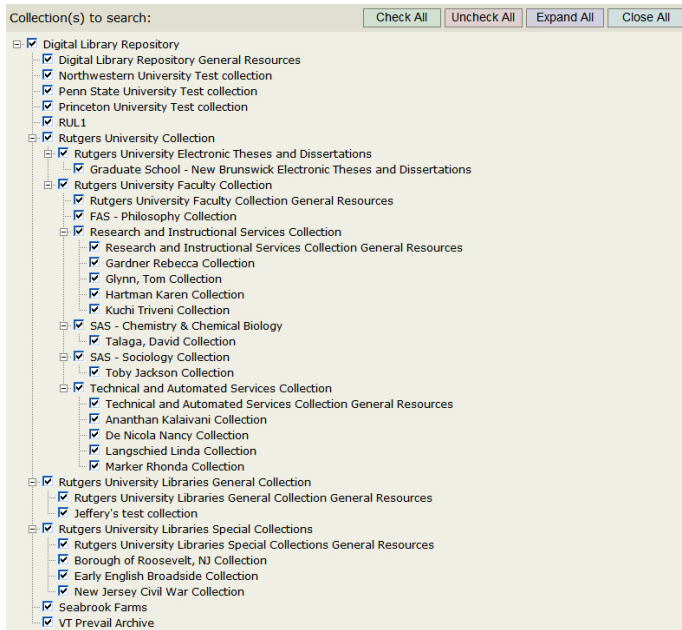 Collection(s) to search: Check All Uncheck All Expand All Close All
Digital Library Repository
Digital Library Repository General Resources
Northwestern University Test collection
Penn State University Test collection
Princeton University Test collection
RUL1
Rutgers University Collection
Rutgers University Electronic Theses and Dissertations
Graduate School - New Brunswick Electronic Theses and Dissertations
Rutgers University Faculty Collection
Rutgers University Faculty Collection General Resources
FAS - Philosophy Collection
Research and Instructional Services Collection
Research and Instructional Services Collection General Resources
Gardner Rebecca Collection
Glynn, Tom Collection
Hartman Karen Collection
Kuchi Triveni Collection
SAS - Chemistry & Chemical Biology
Talaga, David Collection
SAS - Sociology Collection
Toby Jackson Collection
Technical and Automated Services Collection
Technical and Automated Services Collection General Resources
Ananthan Kalaivani Collection
De Nicola Nancy Collection
Langschied Linda Collection
Marker Rhonda Collection
Rutgers University Libraries General Collection
Rutgers University Libraries General Collection General Resources
Jeffery's test collection
Rutgers University Libraries Special Collections
Rutgers University Libraries Special Collections General Resources
Borough of Roosevelt, NJ Collection
Early English Broadside Collection
New Jersey Civil War Collection
Seabrook Farms
VT Prevail Archive